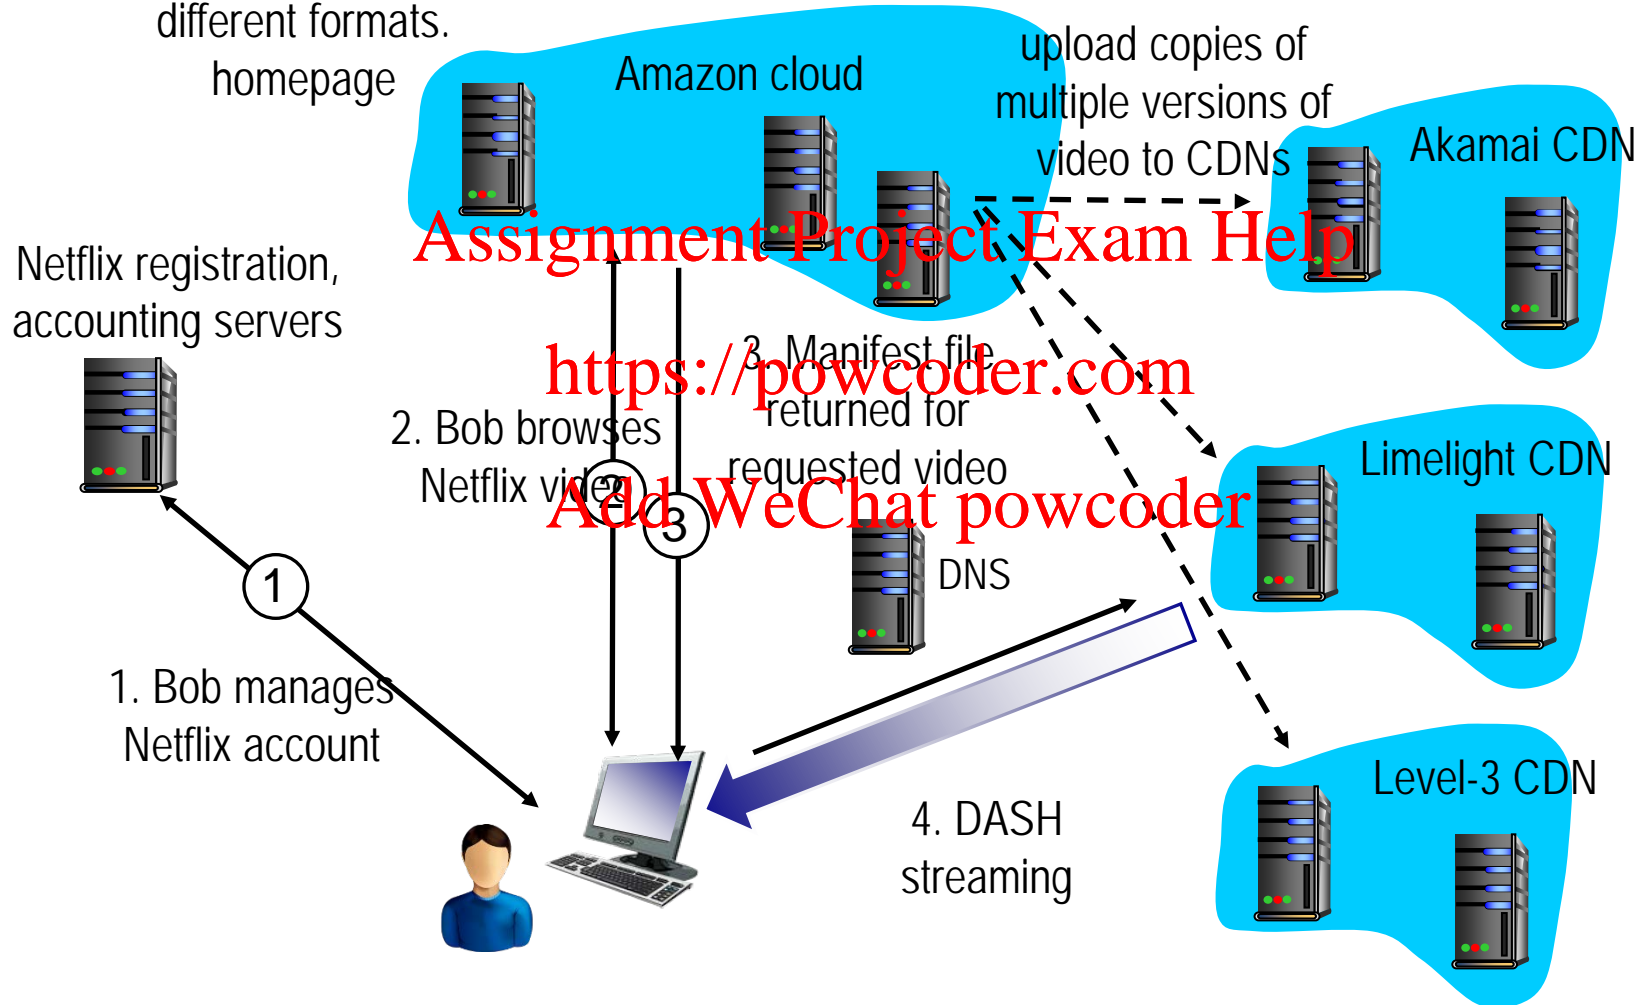 different formats.
homepage
Amazon cloud
upload copies of
multiple versions of
video to CDNs
Akamai CDN
Assignment Project Exam Help
Netflix registration,
accounting servers
3. Manifest file
returned for
requested video
https://powcoder.com
2. Bob browses
Netflix video
Limelight CDN
Add WeChat powcoder
2
3
DNS
1
1. Bob manages
Netflix account
Level-3 CDN
4. DASH
streaming